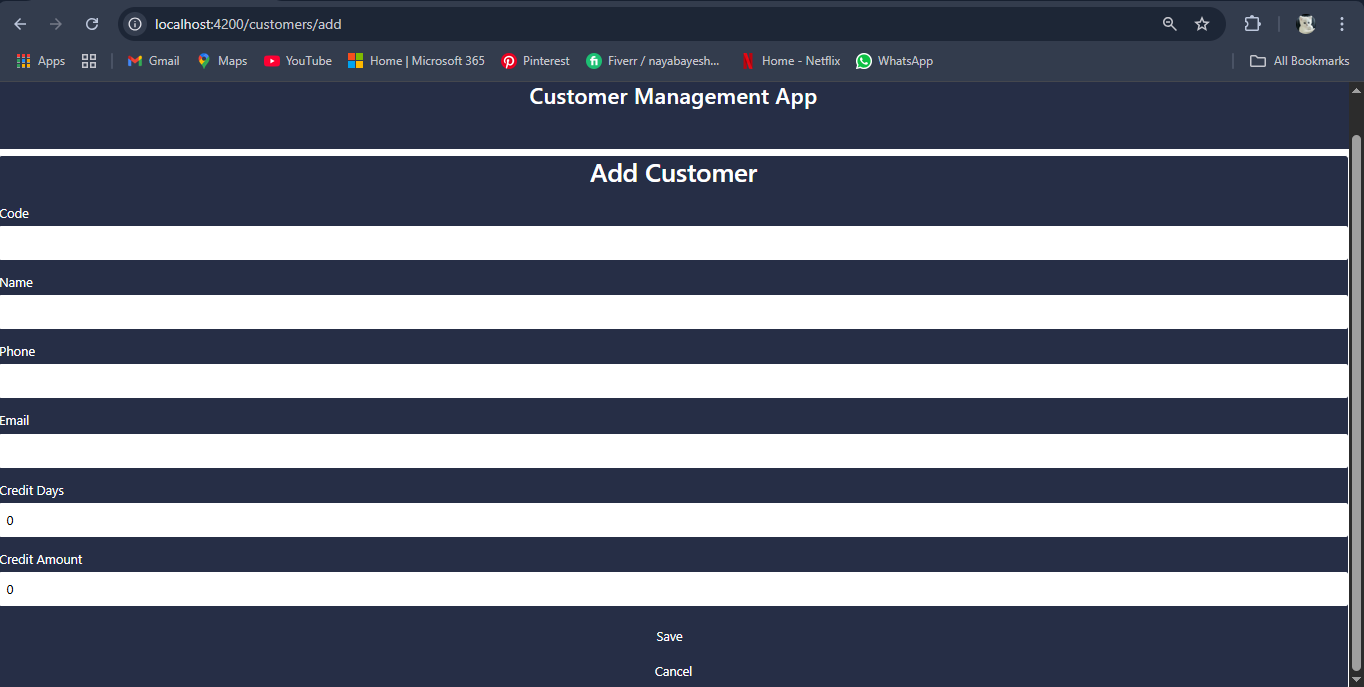 localhost:4200/customers/add
Apps Gmail Maps YouTube Home | Microsoft 365 Pinterest Fiverr / nayabayesh... Home - Netflix WhatsApp All Bookmarks
Customer Management App
Add Customer
Code
Name
Phone
Email
Credit Days
0
Credit Amount
0
Save
Cancel